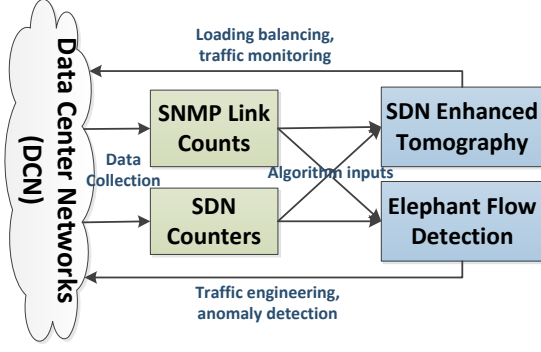 Loading balancing,
traffic monitoring
Data Center Networks
(DCN)
SNMP Link
Counts
SDN Enhanced
Tomography
Data
Collection
Algorithm inputs
SDN
Counters
Elephant Flow
Detection
Traffic engineering,
anomaly detection